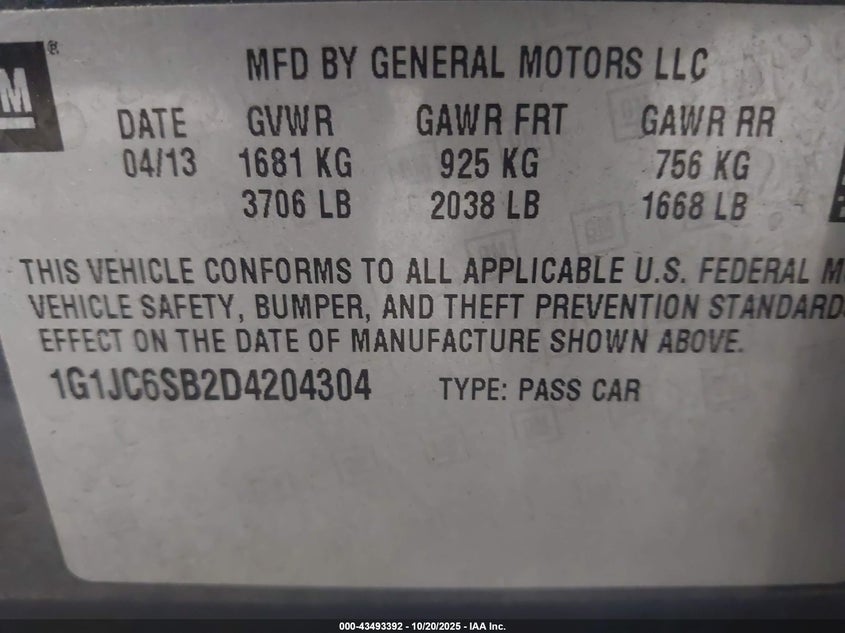 M ®
MFD BY GENERAL MOTORS LLC
DATE GVWR GAWR FRT GAWR RR
04/13 1681 KG 925 KG 756 KG
3706 LB 2038 LB 1668 LB
THIS VEHICLE CONFORMS TO ALL APPLICABLE U.S. FEDERAL M
VEHICLE SAFETY, BUMPER, AND THEFT PREVENTION STANDARD
EFFECT ON THE DATE OF MANUFACTURE SHOWN ABOVE.
1G1JC6SB2D4204304 TYPE: PASS CAR
000-43493392 - 10/20/2025 - IAA Inc.